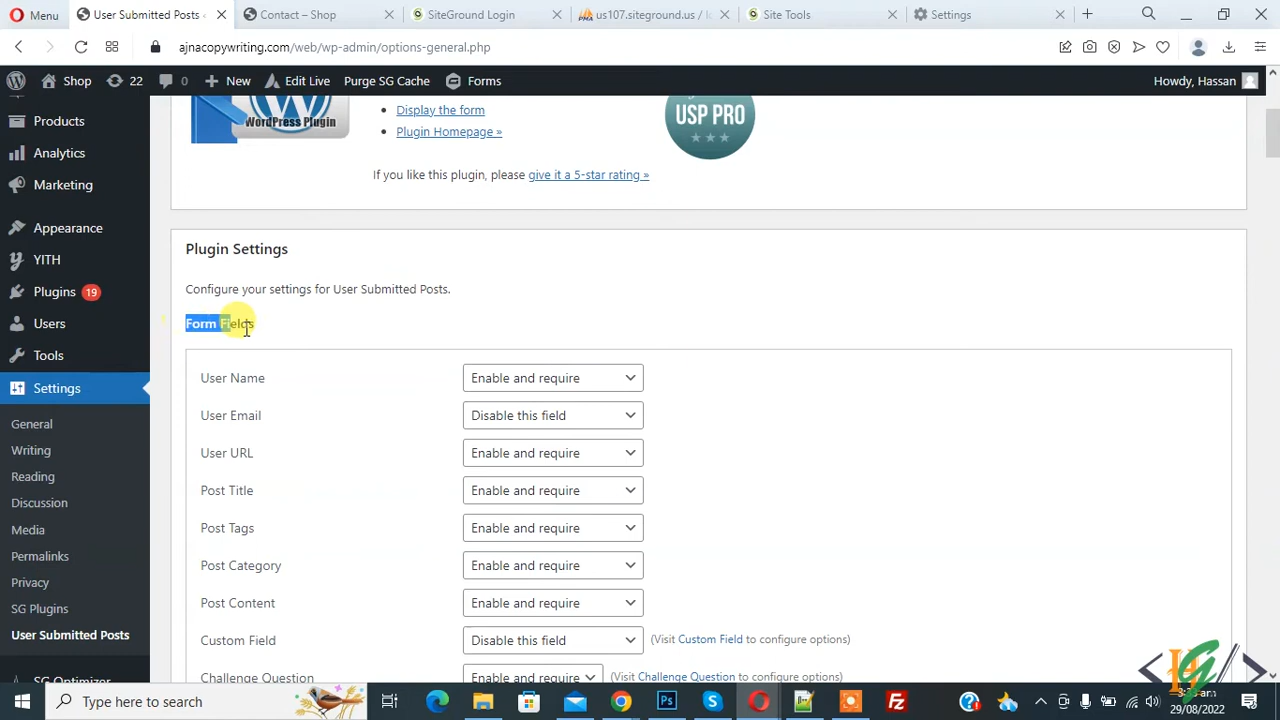 Menu
User Submitted Posts
Contact – Shop
SiteGround Login
us107.siteground.us /
Site Tools
Settings
ajnacopywriting.com/web/wp-admin/options-general.php
Shop
22
0
New
Edit Live
Purge SG Cache
Forms
Howdy, Hassan
Products
Analytics
Marketing
Appearance
YITH
Plugins 19
Users
Tools
Settings
General
Writing
Reading
Discussion
Media
Permalinks
Privacy
SG Plugins
User Submitted Posts
SG Optimizer
WordPress Plugin
Display the form
Plugin Homepage »
USP PRO
If you like this plugin, please give it a 5-star rating »
Plugin Settings
Configure your settings for User Submitted Posts.
Form Fields
User Name Enable and require
User Email Disable this field
User URL Enable and require
Post Title Enable and require
Post Tags Enable and require
Post Category Enable and require
Post Content Enable and require
Custom Field Disable this field (Visit Custom Field to configure options)
Challenge Question Enable and require (Visit Challenge Question to configure options)
Type here to search
29/08/2022